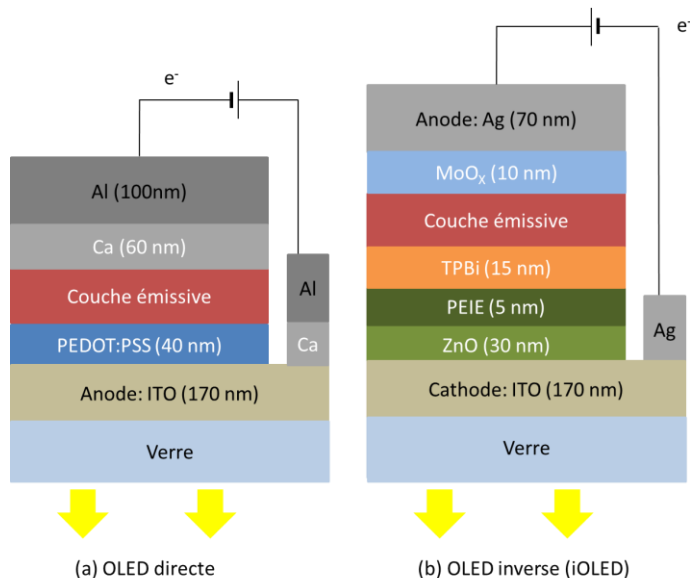 e-
Al (100nm)
Ca (60 nm)
Couche émissive
PEDOT:PSS (40 nm)
Al
Ca
Anode: ITO (170 nm)
Verre
(a) OLED directe
e-
Anode: Ag (70 nm)
MoOX (10 nm)
Couche émissive
TPBi (15 nm)
PEIE (5 nm)
ZnO (30 nm)
Ag
Cathode: ITO (170 nm)
Verre
(b) OLED inverse (iOLED)